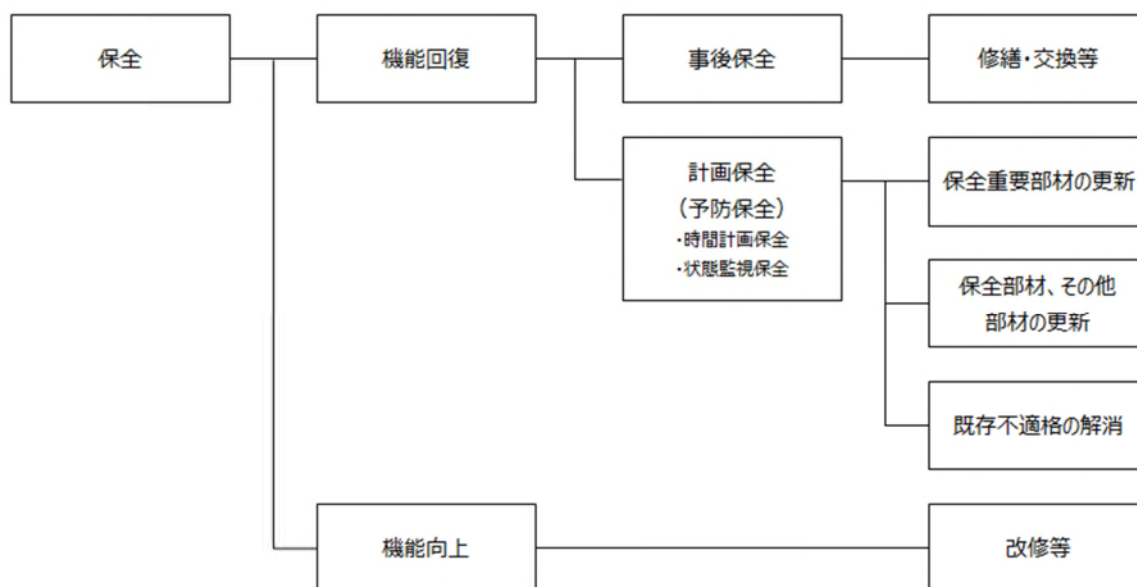 保全
機能回復
事後保全
修繕・交換等
計画保全
（予防保全）
・時間計画保全
・状態監視保全
保全重要部材の更新
保全部材、その他
部材の更新
既存不適格の解消
機能向上
改修等